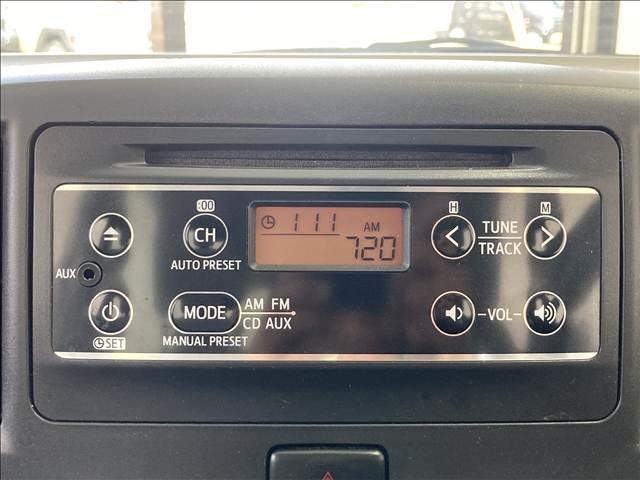 :00
H
M
111 AM
720
CH
TUNE
TRACK
AUTO PRESET
AUX
MODE
AM FM
CD AUX
-VOL-
SET
MANUAL PRESET